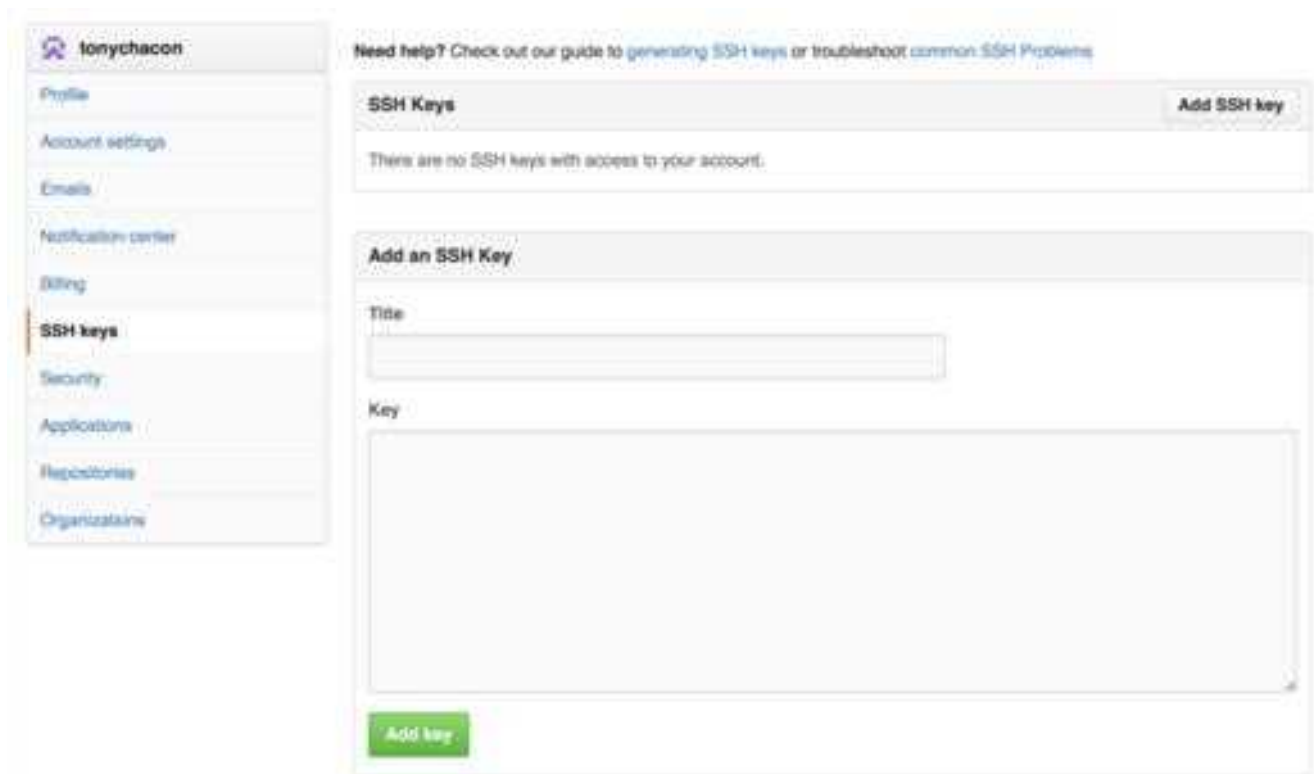 tonychacon
Profile
Account settings
Emails
Notification center
Billing
SSH keys
Security
Applications
Repositories
Organizations
Need help? Check out our guide to generating SSH keys or troubleshoot common SSH Problems
SSH Keys
Add SSH key
There are no SSH keys with access to your account.
Add an SSH Key
Title
Key
Add key